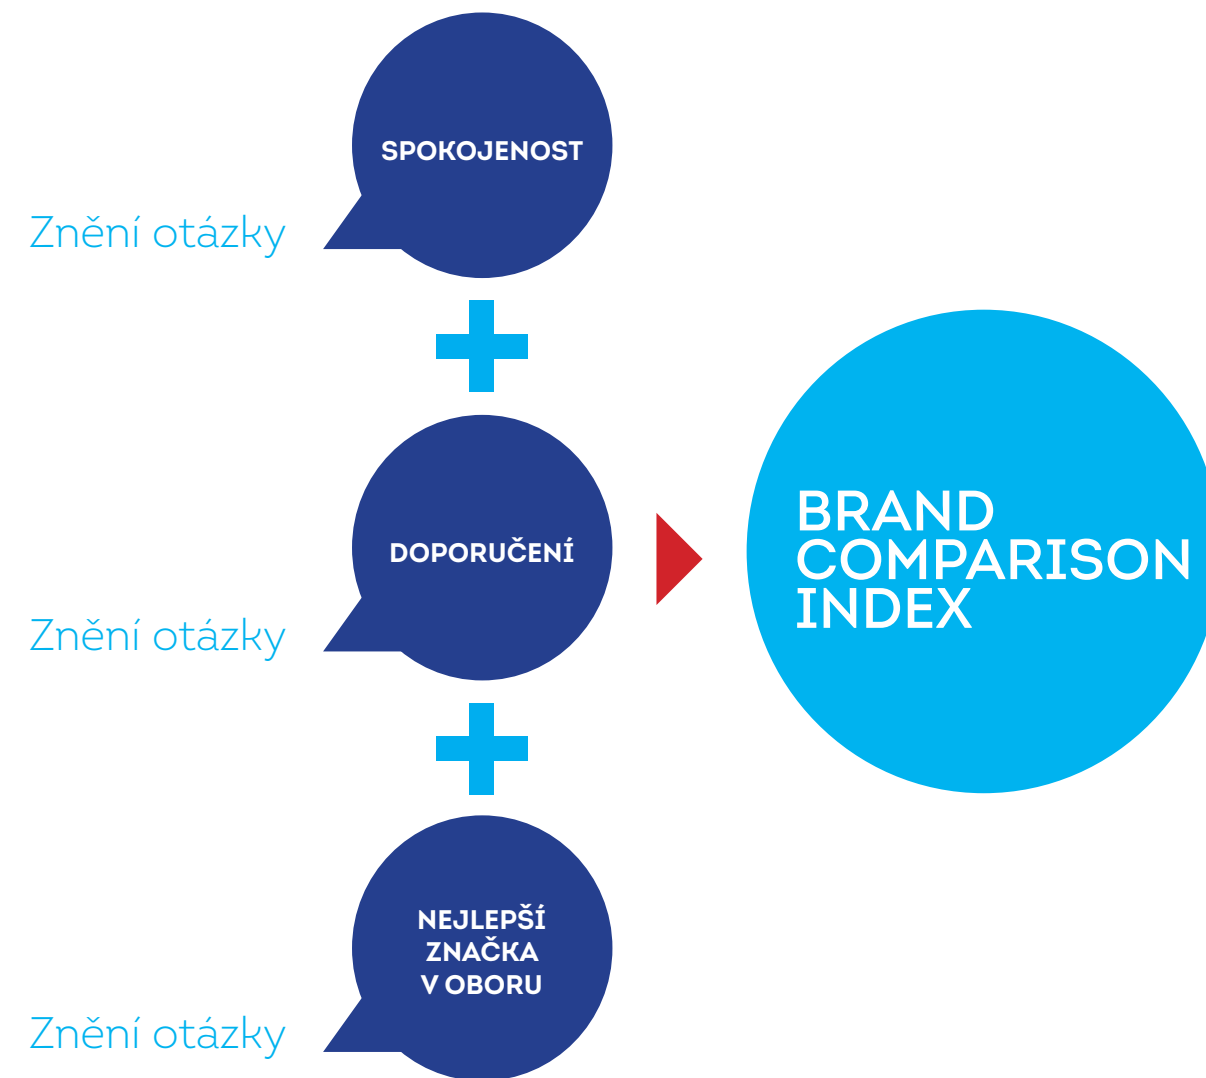 SPOKOJENOST
Znění otázky
DOPORUČENÍ
Znění otázky
BRAND
COMPARISON
INDEX
NEJLEPŠÍ
ZNAČKA
V OBORU
Znění otázky